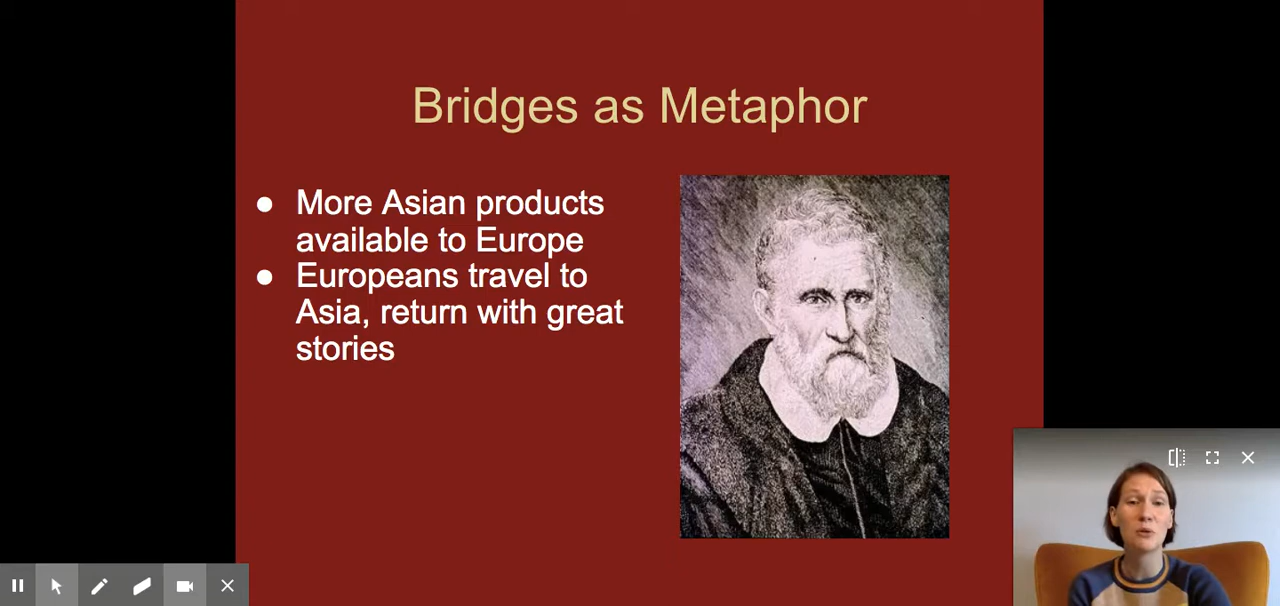 Bridges as Metaphor
● More Asian products
available to Europe
● Europeans travel to
Asia, return with great
stories